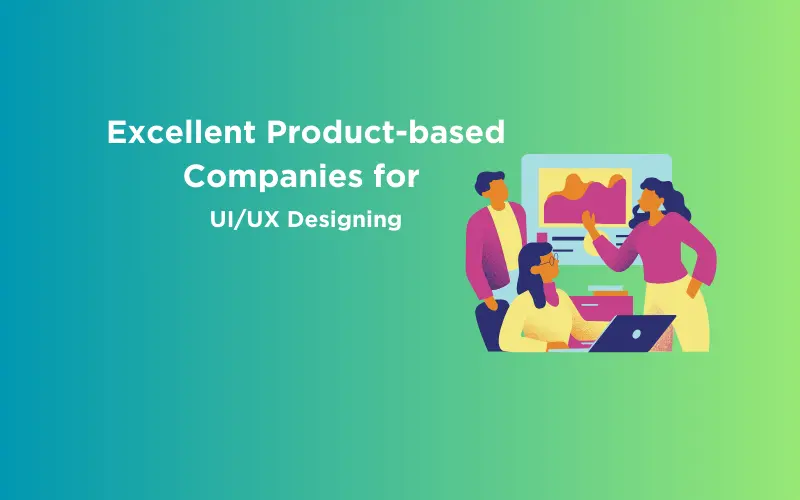 Excellent Product-based
Companies for
UI/UX Designing